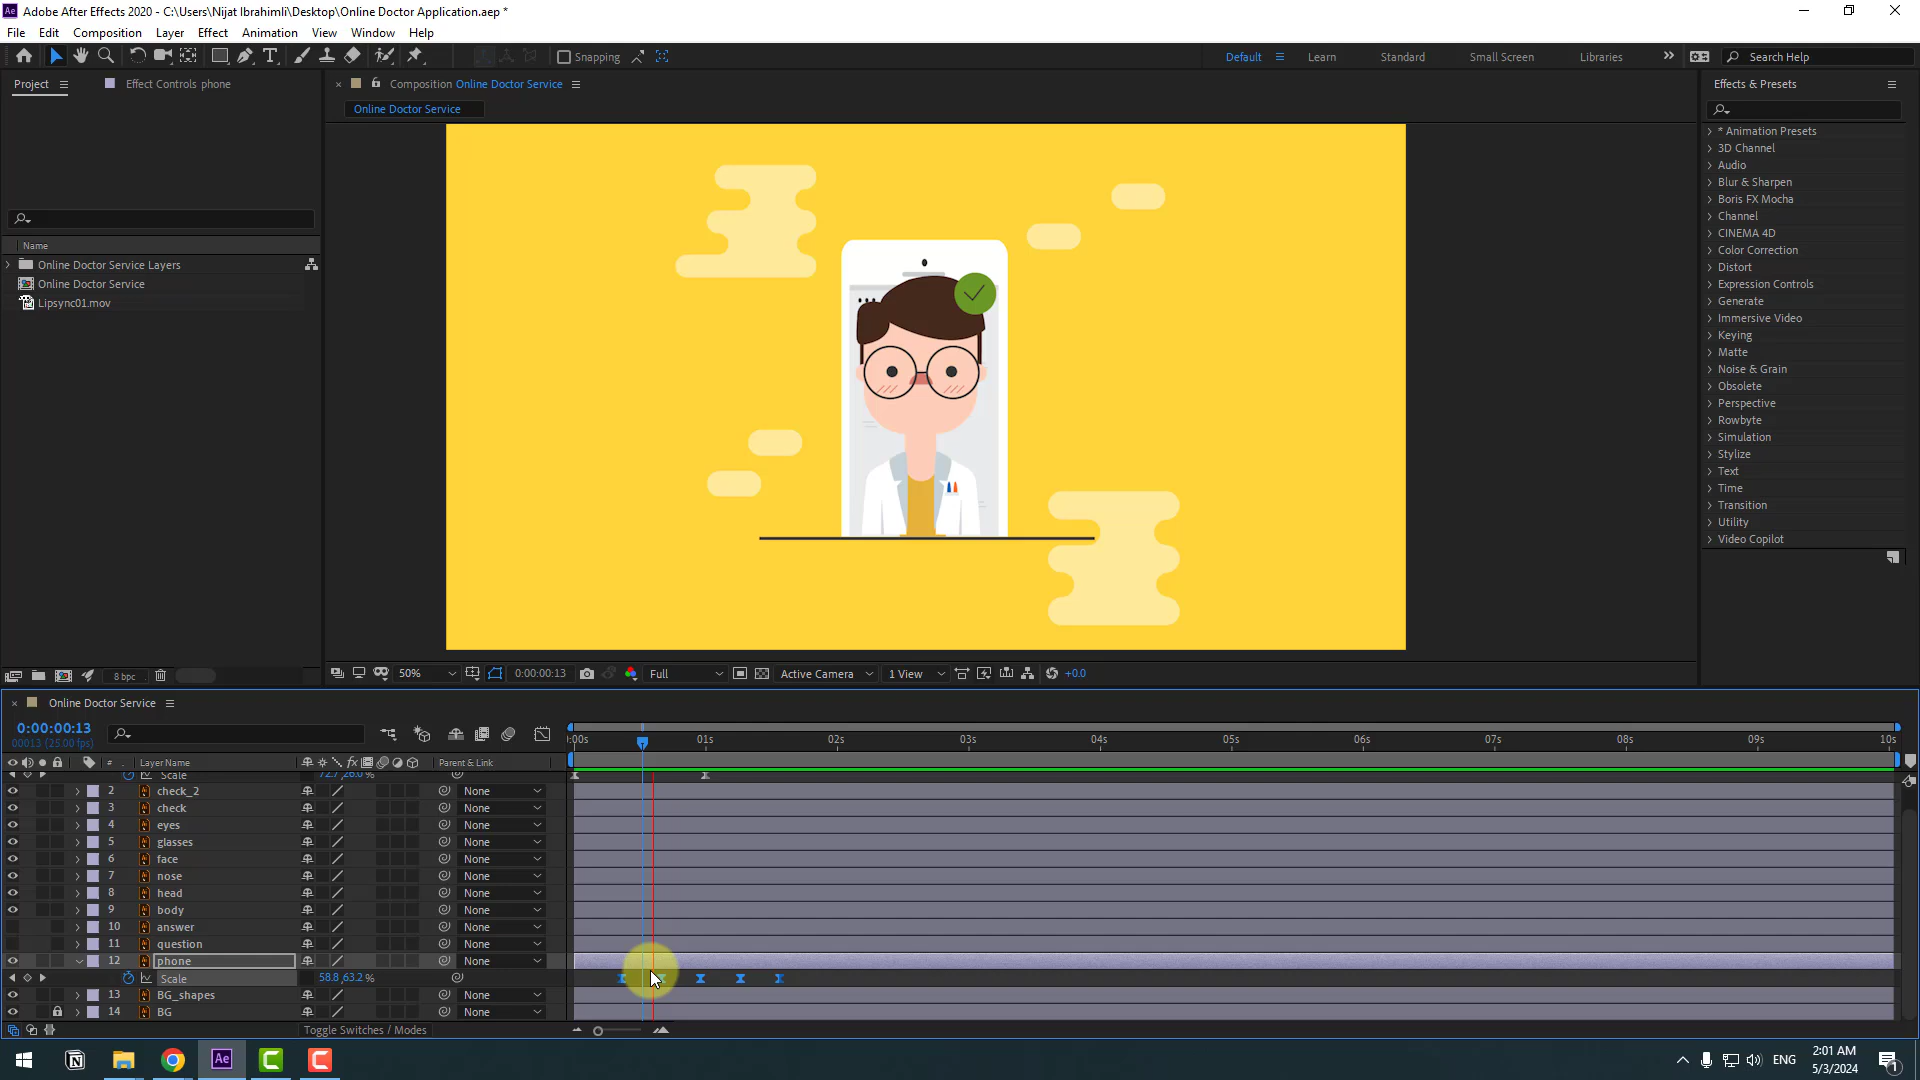 Adobe After Effects 2020 - C:\Users\Nijat Ibrahimli\Desktop\Online Doctor Application.aep *
File Edit Composition Layer Effect Animation View Window Help
Snapping
Default Learn Standard Small Screen Libraries Search Help
Project Effect Controls phone
Composition Online Doctor Service
Effects & Presets
Online Doctor Service
* Animation Presets
3D Channel
Audio
Blur & Sharpen
Boris FX Mocha
Channel
CINEMA 4D
Color Correction
Distort
Expression Controls
Generate
Immersive Video
Keying
Matte
Noise & Grain
Obsolete
Perspective
Rowbyte
Simulation
Stylize
Text
Time
Transition
Utility
Video Copilot
Name
Online Doctor Service Layers
Online Doctor Service
Lipsync01.mov
8 bpc
50% 0:00:00:13 Full Active Camera 1 View +0.0
Online Doctor Service
0:00:00:13
00013 (25.00 fps)
:00s 01s 02s 03s 04s 05s 06s 07s 08s 09s 10s
# Layer Name Parent & Link
Scale 72.7,26.0 %
2 check_2 None
3 check None
4 eyes None
5 glasses None
6 face None
7 nose None
8 head None
9 body None
10 answer None
11 question None
12 phone None
Scale 58.8,63.2 %
13 BG_shapes None
14 BG None
Toggle Switches / Modes
ENG
2:01 AM
5/3/2024
1